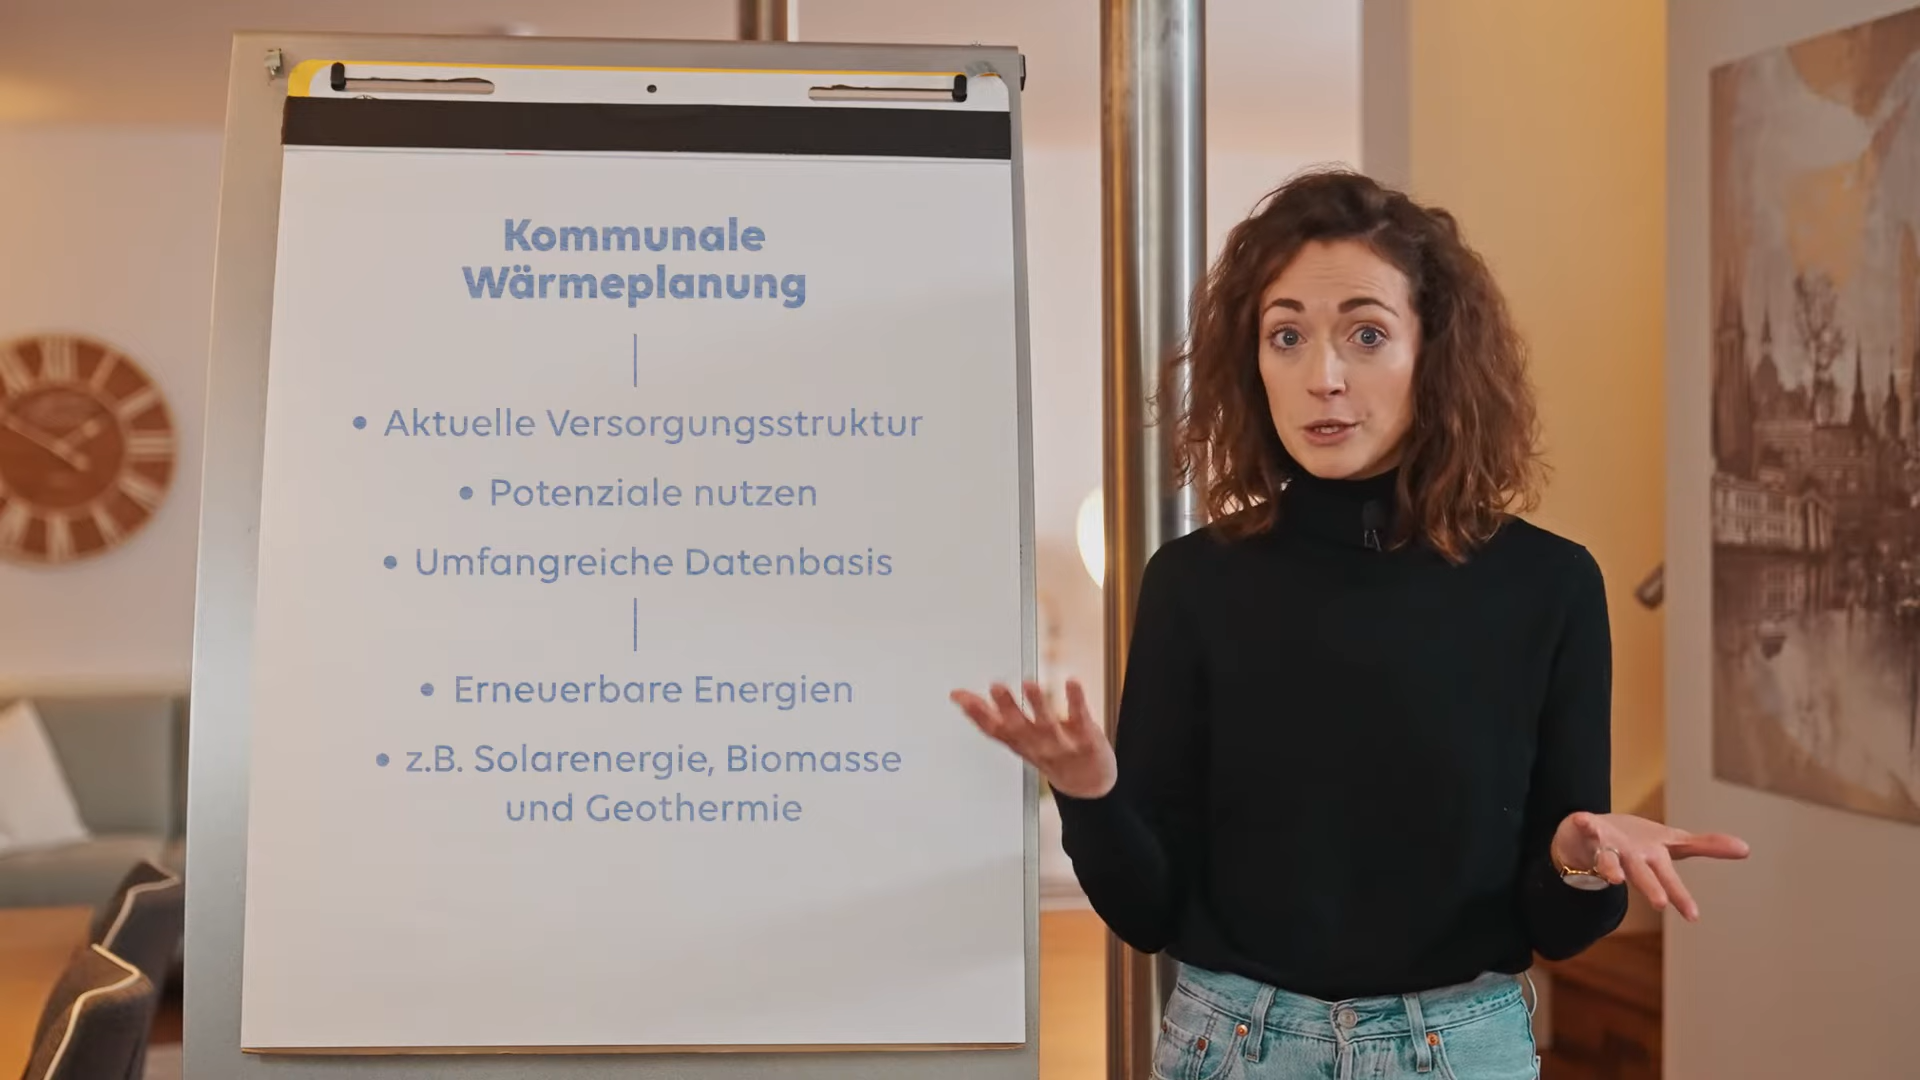 Kommunale
Wärmeplanung
• Aktuelle Versorgungsstruktur
• Potenziale nutzen
• Umfangreiche Datenbasis
• Erneuerbare Energien
• z.B. Solarenergie, Biomasse
und Geothermie